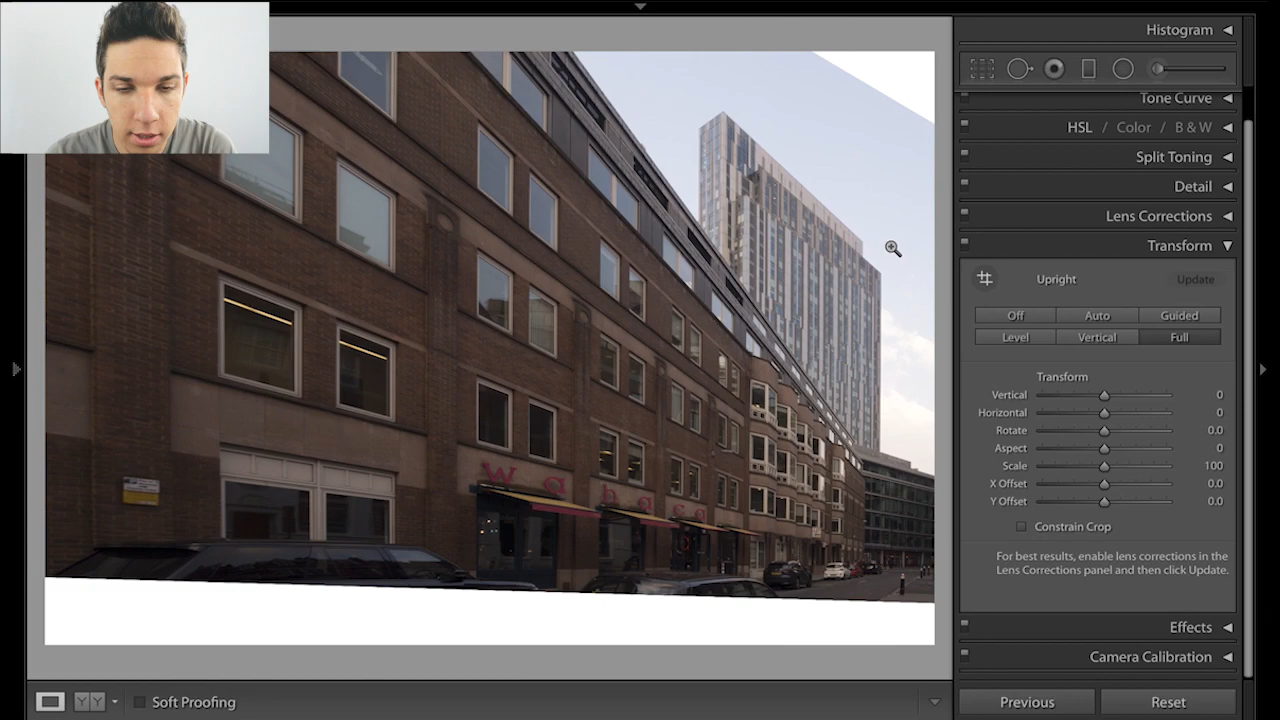 Histogram
Tone Curve
HSL / Color / B & W
Split Toning
Detail
Lens Corrections
Transform
Upright Update
Off Auto Guided
Level Vertical Full
Transform
Vertical 0
Horizontal 0
Rotate 0.0
Aspect 0
Scale 100
X Offset 0.0
Y Offset 0.0
Constrain Crop
For best results, enable lens corrections in the
Lens Corrections panel and then click Update.
Effects
Camera Calibration
Previous Reset
Y Y Soft Proofing
wahaca